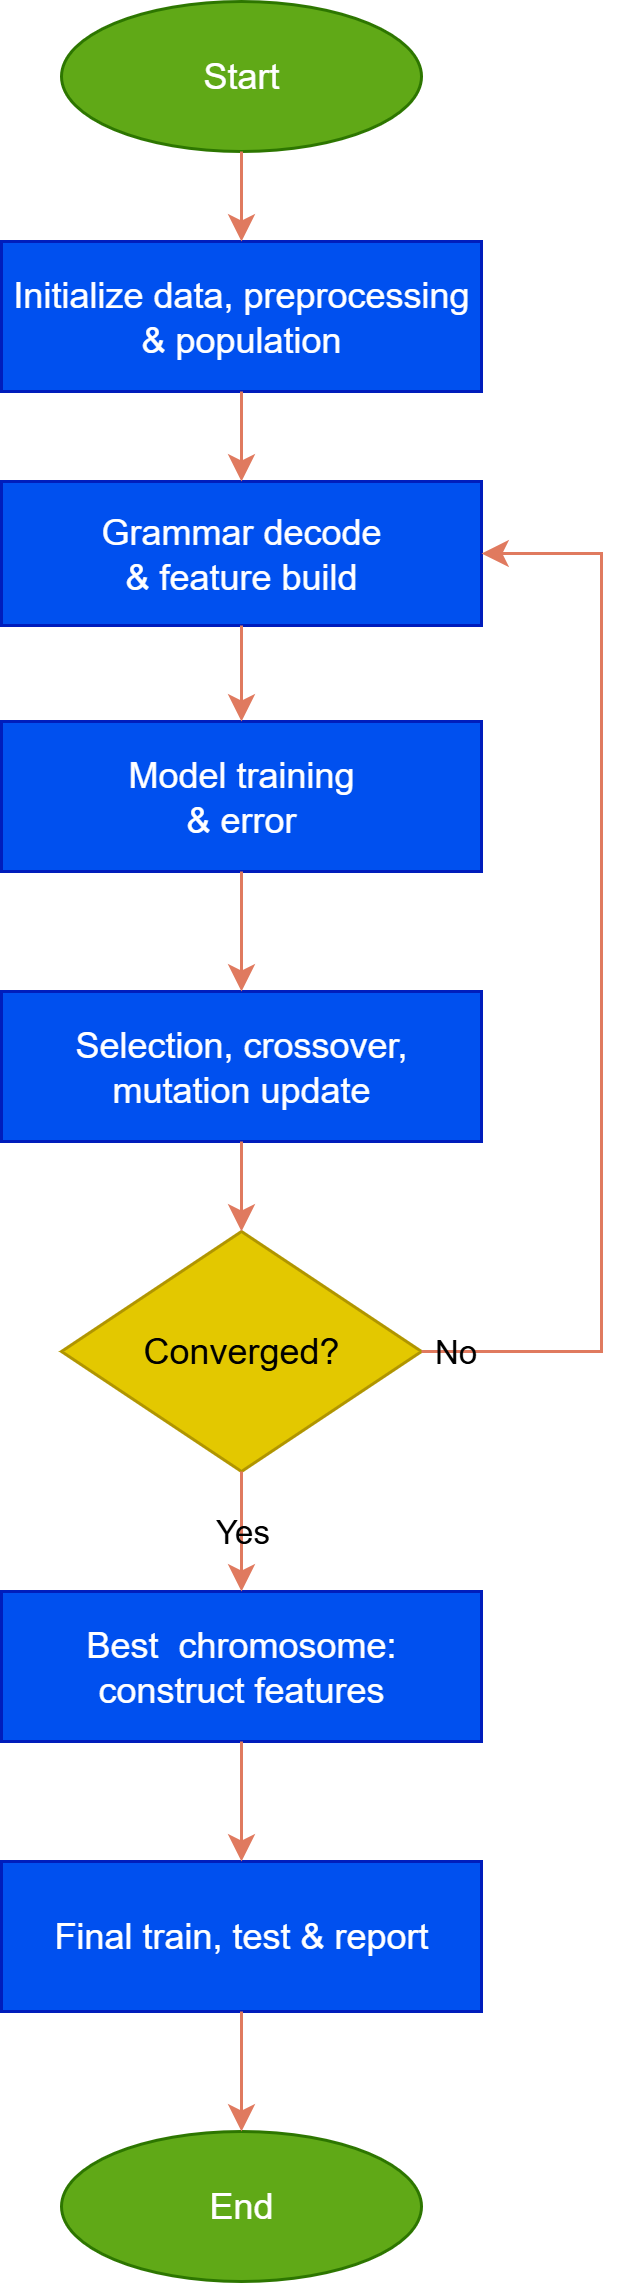 Start
Initialize data, preprocessing
& population
Grammar decode
& feature build
Model training
& error
Selection, crossover,
mutation update
Converged?
No
Yes
Best  chromosome:
construct features
Final train, test & report
End